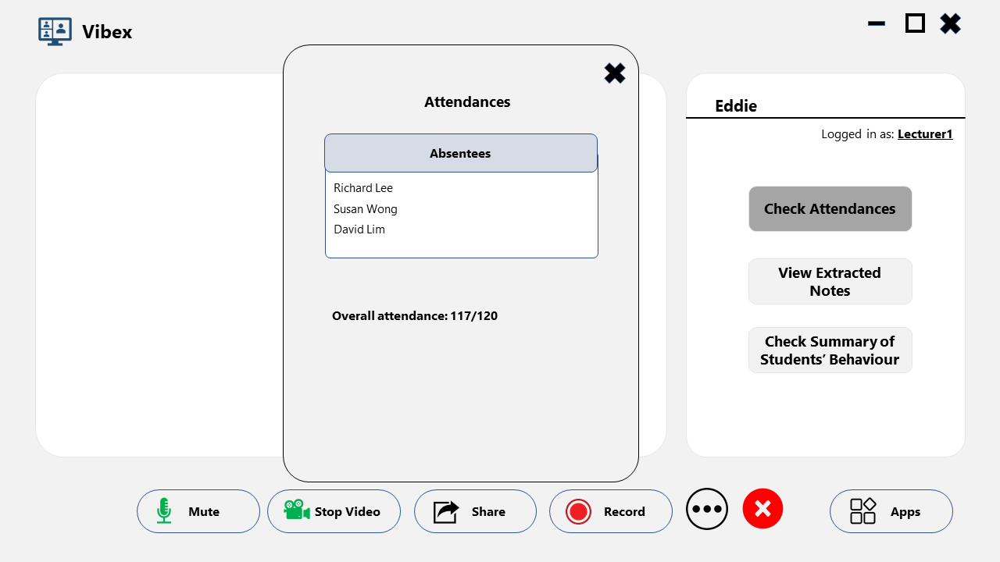 Vibex
Attendances
Absentees
Richard Lee
Susan Wong
David Lim
Overall attendance: 117/120
Eddie
Logged in as: Lecturer1
Check Attendances
View Extracted
Notes
Check Summary of
Students’ Behaviour
Mute
Stop Video
Share
Record
Apps